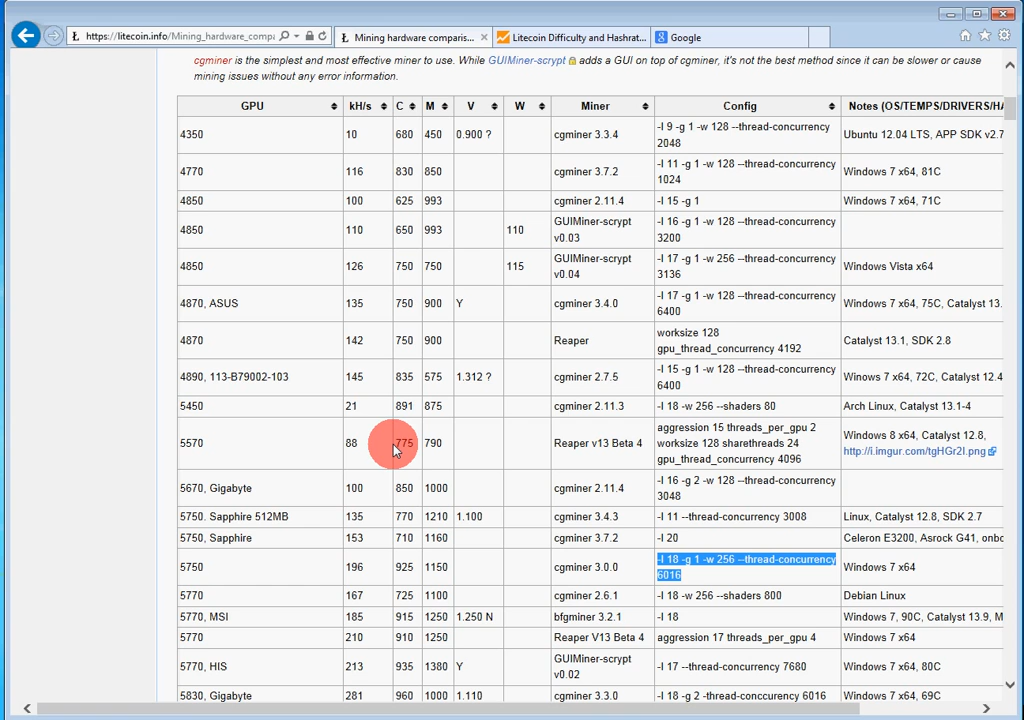 https://litecoin.info/Mining_hardware_compa
Mining hardware comparis...
Litecoin Difficulty and Hashrat...
Google
cgminer is the simplest and most effective miner to use. While GUIMiner-scrypt adds a GUI on top of cgminer, it's not the best method since it can be slower or cause
mining issues without any error information.
GPU kH/s C M V W Miner Config Notes (OS/TEMPS/DRIVERS/HA
4350 10 680 450 0.900 ? cgminer 3.3.4 -I 9 -g 1 -w 128 --thread-concurrency Ubuntu 12.04 LTS, APP SDK v2.7
2048
4770 116 830 850 cgminer 3.7.2 -I 11 -g 1 -w 128 --thread-concurrency Windows 7 x64, 81C
1024
4850 100 625 993 cgminer 2.11.4 -I 15 -g 1 Windows 7 x64, 71C
4850 110 650 993 110 GUIMiner-scrypt -I 16 -g 1 -w 128 --thread-concurrency
v0.03 3200
4850 126 750 750 115 GUIMiner-scrypt -I 17 -g 1 -w 256 --thread-concurrency Windows Vista x64
v0.04 3136
4870, ASUS 135 750 900 Y cgminer 3.4.0 -I 17 -g 1 -w 128 --thread-concurrency Windows 7 x64, 75C, Catalyst 13.
6400
4870 142 750 900 Reaper worksize 128 Catalyst 13.1, SDK 2.8
gpu_thread_concurrency 4192
4890, 113-B79002-103 145 835 575 1.312 ? cgminer 2.7.5 -I 15 -g 1 -w 128 --thread-concurrency Winows 7 x64, 72C, Catalyst 12.4
6400
5450 21 891 875 cgminer 2.11.3 -I 18 -w 256 --shaders 80 Arch Linux, Catalyst 13.1-4
5570 88 775 790 Reaper v13 Beta 4 aggression 15 threads_per_gpu 2 Windows 8 x64, Catalyst 12.8,
worksize 128 sharethreads 24 http://i.imgur.com/tgHGr2I.png
gpu_thread_concurrency 4096
5670, Gigabyte 100 850 1000 cgminer 2.11.4 -I 16 -g 2 -w 128 --thread-concurrency
3048
5750. Sapphire 512MB 135 770 1210 1.100 cgminer 3.4.3 -I 11 --thread-concurrency 3008 Linux, Catalyst 12.8, SDK 2.7
5750, Sapphire 153 710 1160 cgminer 3.7.2 -I 20 Celeron E3200, Asrock G41, onbo
5750 196 925 1150 cgminer 3.0.0 -I 18 -g 1 -w 256 --thread-concurrency Windows 7 x64
6016
5770 167 725 1100 cgminer 2.6.1 -I 18 -w 256 --shaders 800 Debian Linux
5770, MSI 185 915 1250 1.250 N bfgminer 3.2.1 -I 18 Windows 7, 90C, Catalyst 13.9, M
5770 210 910 1250 Reaper V13 Beta 4 aggression 17 threads_per_gpu 4 Windows 7 x64
5770, HIS 213 935 1380 Y GUIMiner-scrypt -I 17 --thread-concurrency 7680 Windows 7 x64, 80C
v0.02
5830, Gigabyte 281 960 1000 1.110 cgminer 3.3.0 -I 18 -g 2 -thread-conccurency 6016 Windows 7 x64, 69C